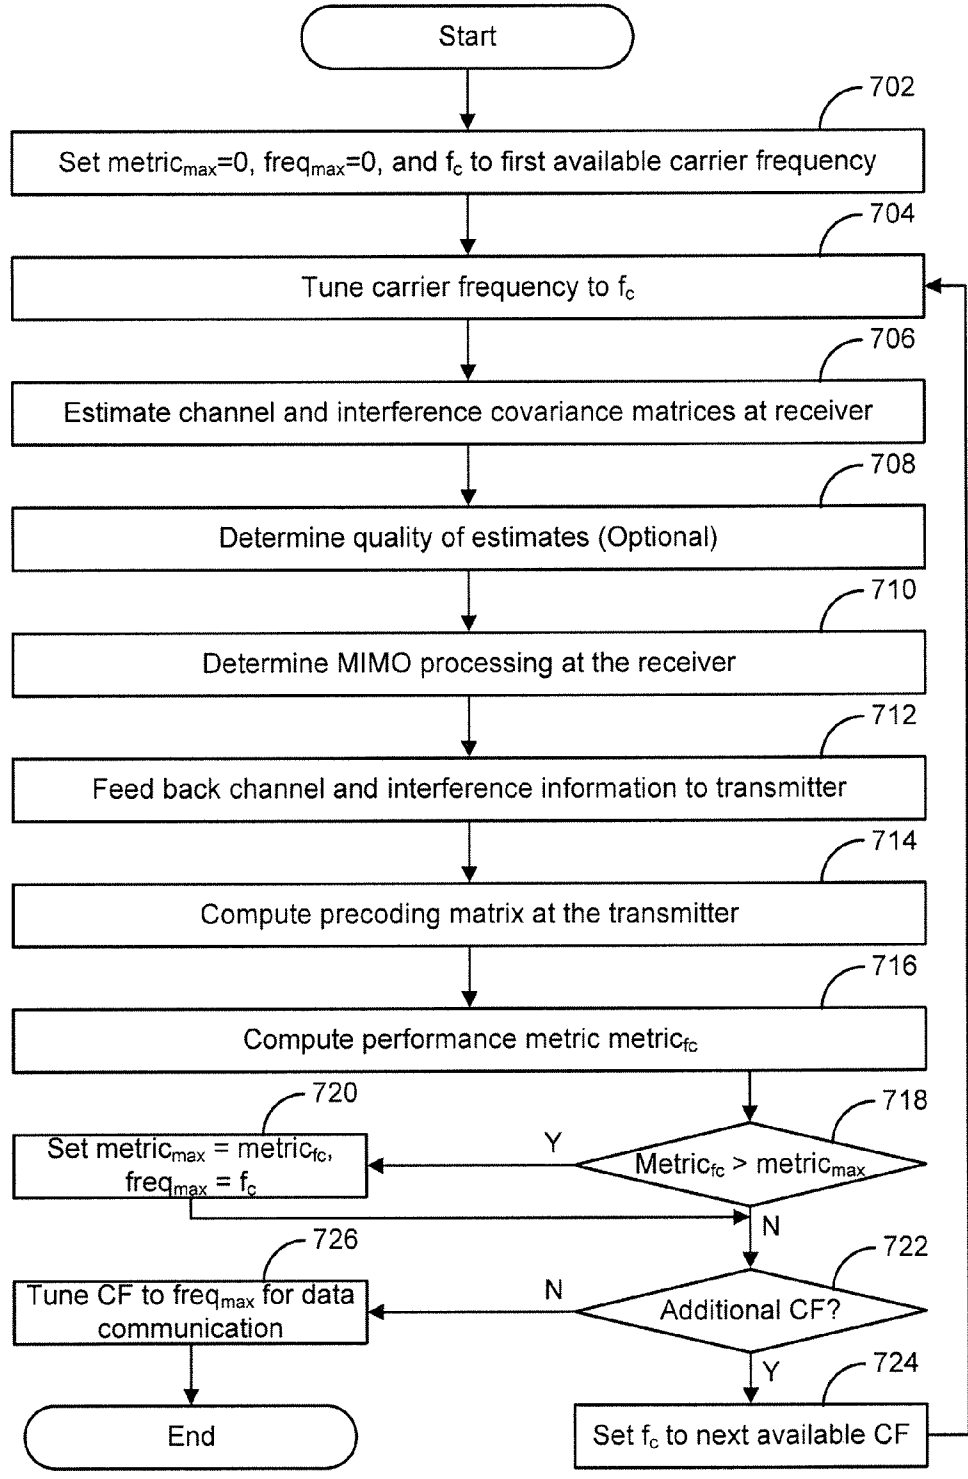 Start
702
Set metricmax=0, freqmax=0, and fc to first available carrier frequency
704
Tune carrier frequency to fc
706
Estimate channel and interference covariance matrices at receiver
708
Determine quality of estimates (Optional)
710
Determine MIMO processing at the receiver
712
Feed back channel and interference information to transmitter
714
Compute precoding matrix at the transmitter
716
Compute performance metric metricfc
718
Metricfc > metricmax
Y
720
Set metricmax = metricfc,
freqmax = fc
N
722
Additional CF?
N
726
Tune CF to freqmax for data
communication
Y
724
Set fc to next available CF
End